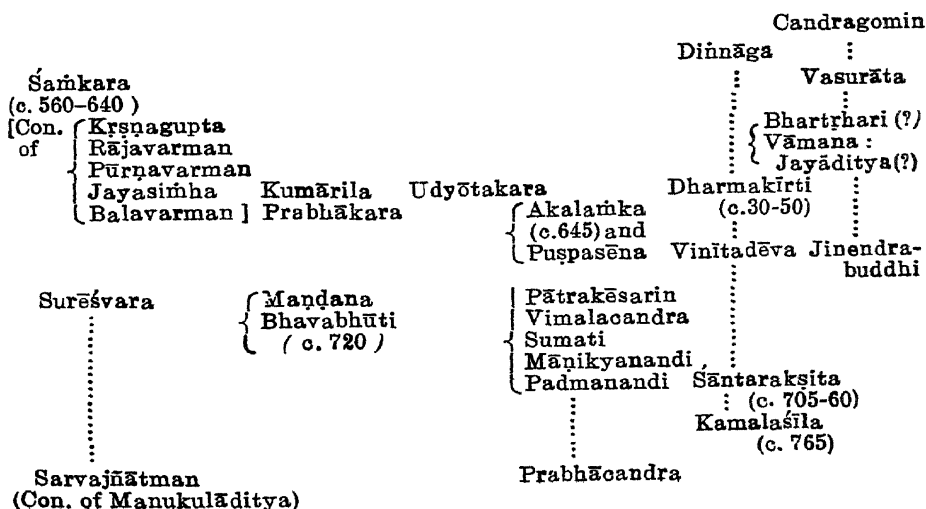 Candragomin
Diṅnāga
Śaṁkara
(c. 560–640 )
Vasurāta
[Con. of
Kṛṣṇagupta
Rājavarman
Pūrṇavarman
Jayasiṁha
Balavarman ]
Kumārila
Prabhākara
Udyōtakara
Bhartṛhari (?)
Vāmana :
Jayāditya (?)
Dharmakīrti
(c.30-50)
Akalaṁka
(c.645) and
Puṣpasēna
Vinītadēva
Jinendra-
buddhi
Surēśvara
Maṇḍana
Bhavabhūti
( c. 720 )
Pātrakēsarin
Vimalacandra
Sumati
Māṇikyanandi
Padmanandi
Śāntarakṣita
(c. 705-60)
Kamalaśīla
(c. 765)
Prabhācandra
Sarvajñātman
(Con. of Manukulāditya)